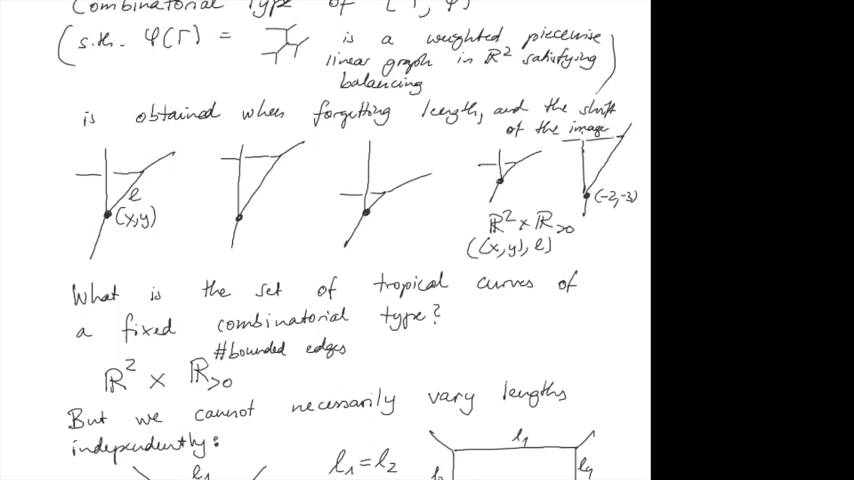 Combinatorial Type of (Γ, φ)
(s.th. φ(Γ) = is a weighted piecewise
linear graph in ℝ² satisfying
balancing)
is obtained when forgetting length, and the shift
of the image
l
(x,y)
(-2,-3)
ℝ² × ℝ>0
((x,y), l)
What is the set of tropical curves of
a fixed combinatorial type?
#bounded edges
ℝ² × ℝ>0
But we cannot necessarily vary lengths
independently:
l₁
l₁ = l₂
l₁
l₄